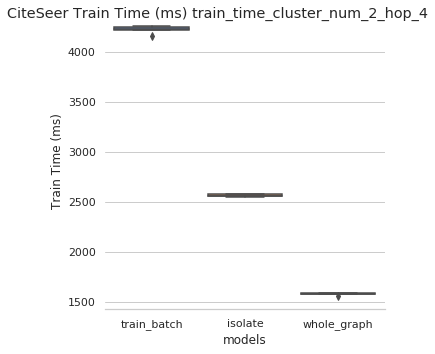 CiteSeer Train Time (ms) train_time_cluster_num_2_hop_4
4000
3500
3000
2500
2000
1500
Train Time (ms)
train_batch isolate whole_graph
models